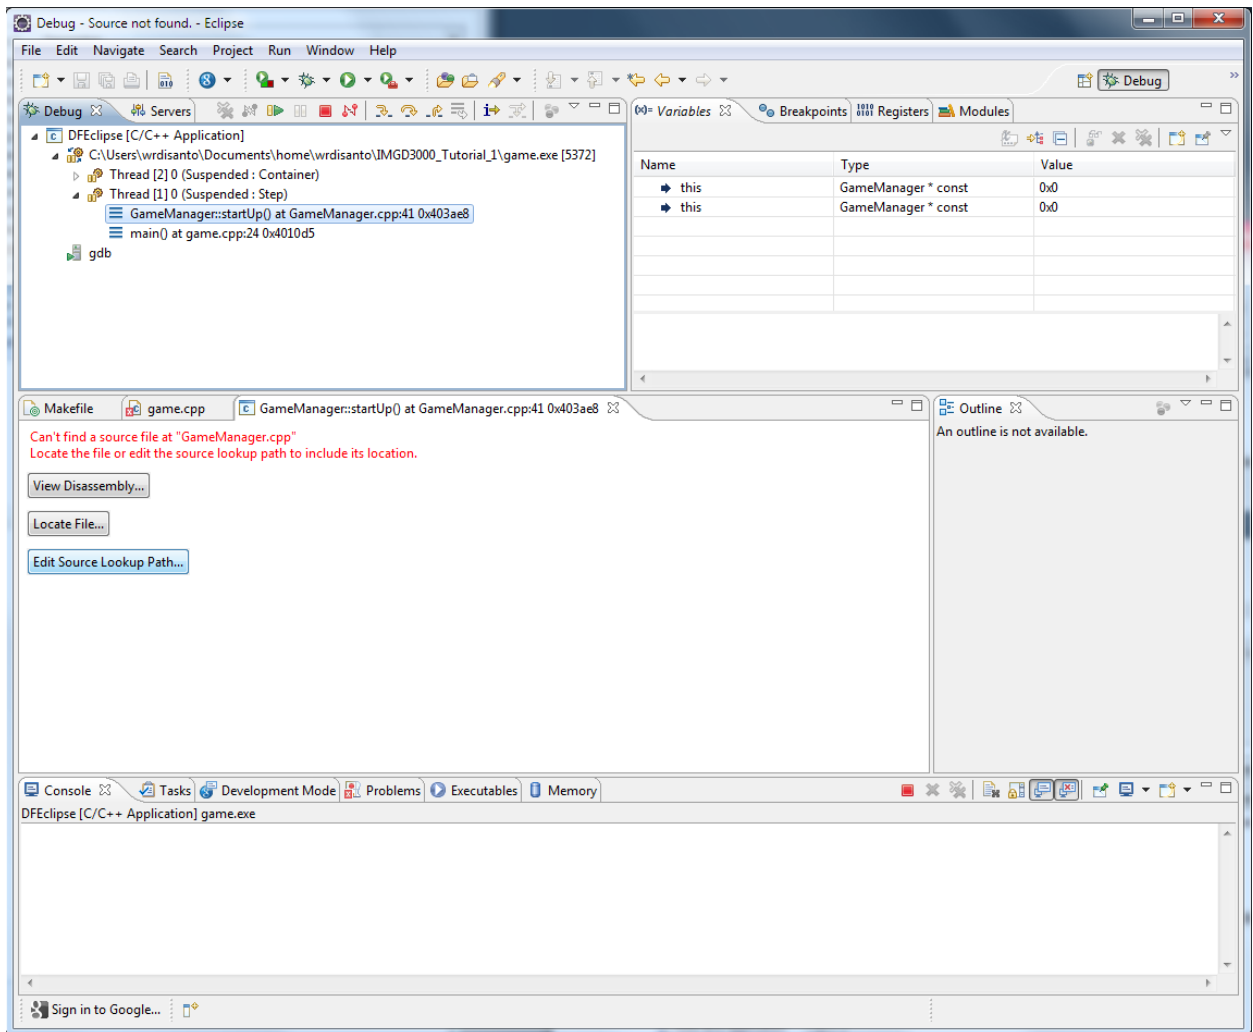 Debug - Source not found. - Eclipse
File Edit Navigate Search Project Run Window Help
Debug
Debug Servers
DFEclipse [C/C++ Application]
C:\Users\wrdisanto\Documents\home\wrdisanto\IMGD3000_Tutorial_1\game.exe [5372]
Thread [2] 0 (Suspended : Container)
Thread [1] 0 (Suspended : Step)
GameManager::startUp() at GameManager.cpp:41 0x403ae8
main() at game.cpp:24 0x4010d5
gdb
(x)= Variables Breakpoints 1010 0101 Registers Modules
Name Type Value
this GameManager * const 0x0
this GameManager * const 0x0
Makefile game.cpp GameManager::startUp() at GameManager.cpp:41 0x403ae8
Can't find a source file at "GameManager.cpp"
Locate the file or edit the source lookup path to include its location.
View Disassembly...
Locate File...
Edit Source Lookup Path...
Outline
An outline is not available.
Console Tasks Development Mode Problems Executables Memory
DFEclipse [C/C++ Application] game.exe
Sign in to Google...